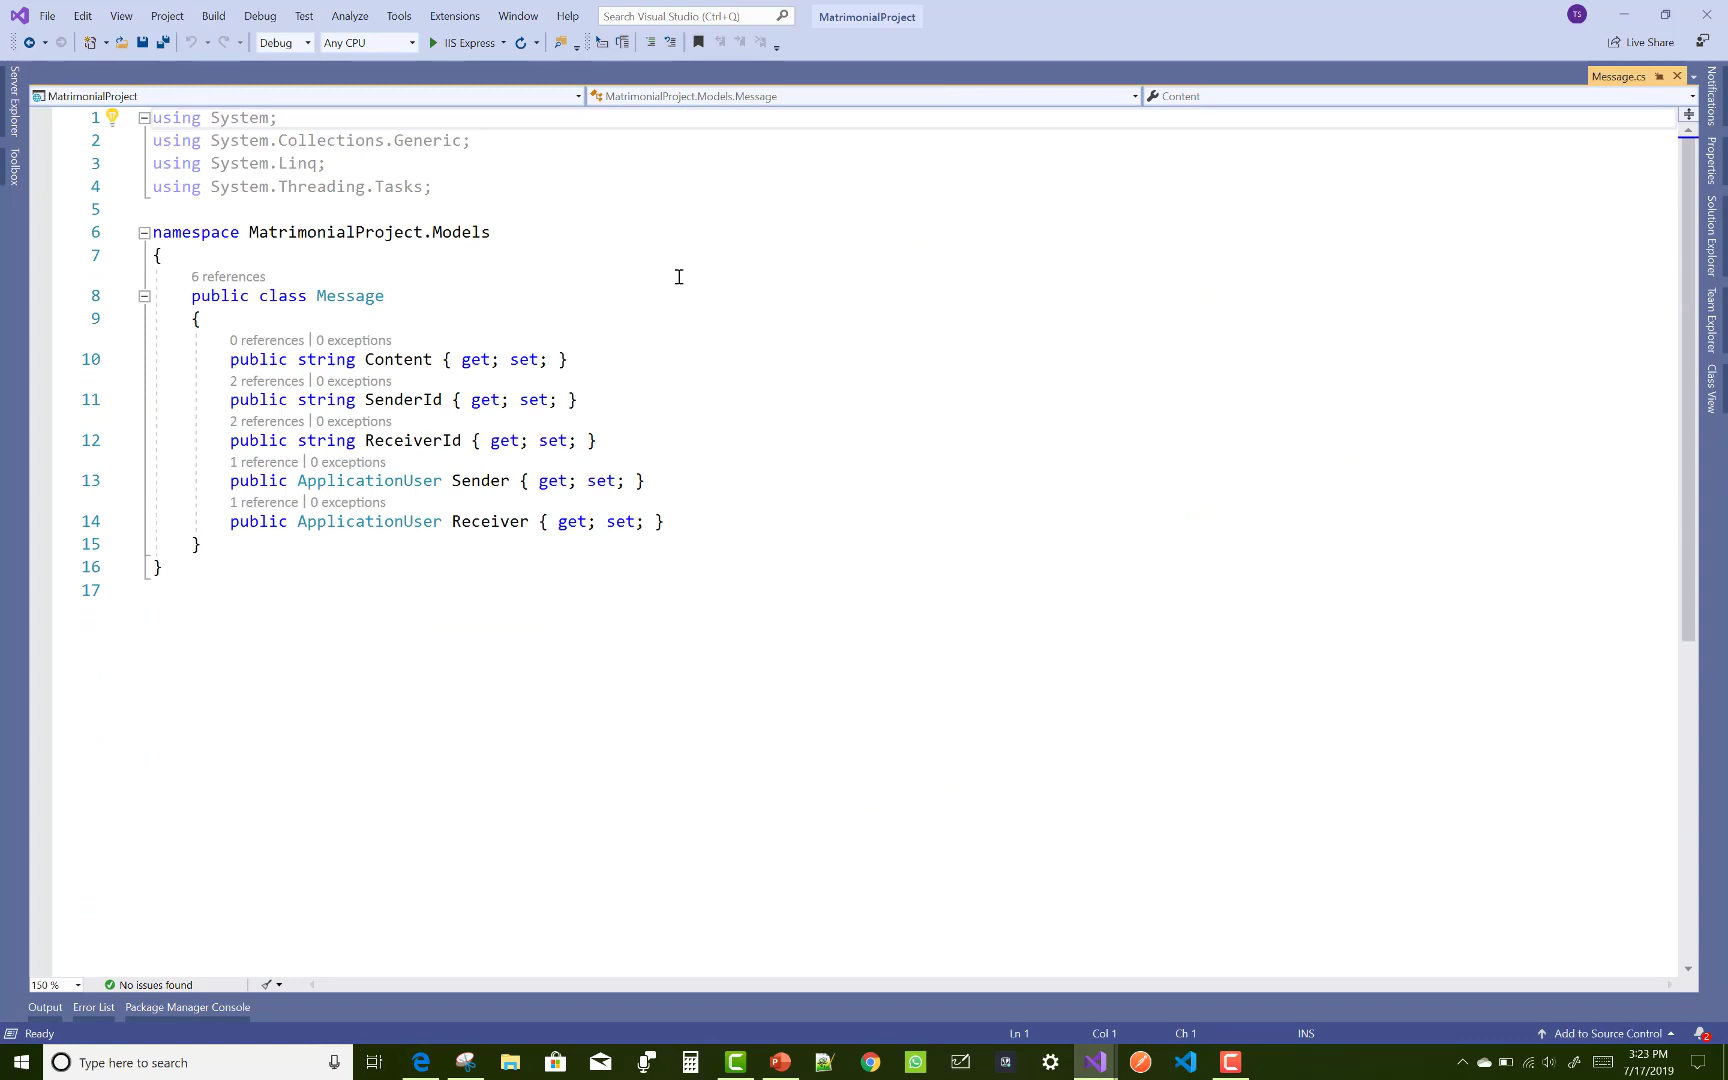 File Edit View Project Build Debug Test Analyze Tools Extensions Window Help Search Visual Studio (Ctrl+Q) MatrimonialProject TS
Debug Any CPU IIS Express Live Share
Message.cs
MatrimonialProject MatrimonialProject.Models.Message Content
Server Explorer
Toolbox
Notifications
Properties
Solution Explorer
Team Explorer
Class View
1 using System;
2 using System.Collections.Generic;
3 using System.Linq;
4 using System.Threading.Tasks;
5
6 namespace MatrimonialProject.Models
7 {
6 references
8 public class Message
9 {
0 references | 0 exceptions
10 public string Content { get; set; }
2 references | 0 exceptions
11 public string SenderId { get; set; }
2 references | 0 exceptions
12 public string ReceiverId { get; set; }
1 reference | 0 exceptions
13 public ApplicationUser Sender { get; set; }
1 reference | 0 exceptions
14 public ApplicationUser Receiver { get; set; }
15 }
16 }
17
150 % No issues found
Output Error List Package Manager Console
Ready Ln 1 Col 1 Ch 1 INS Add to Source Control 2
Type here to search
3:23 PM
7/17/2019